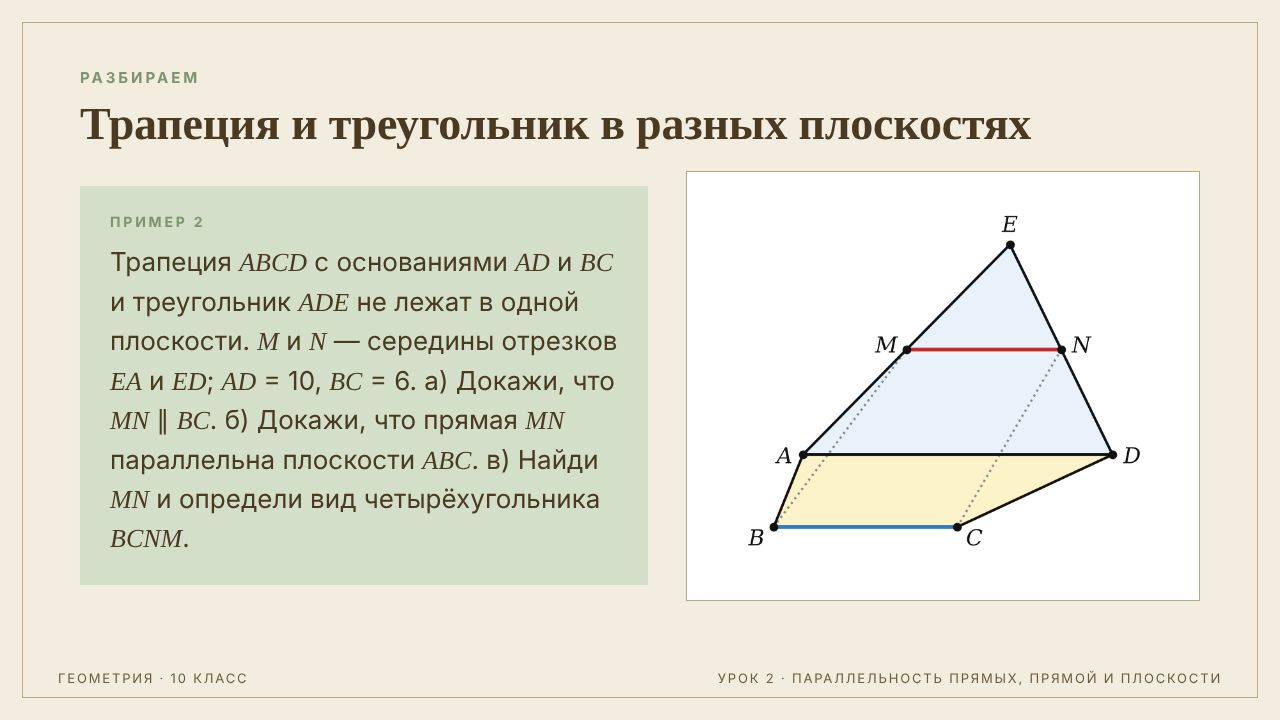 РАЗБИРАЕМ
Трапеция и треугольник в разных плоскостях
ПРИМЕР 2
Трапеция ABCD с основаниями AD и BC
и треугольник ADE не лежат в одной
плоскости. M и N — середины отрезков
EA и ED; AD = 10, BC = 6. а) Докажи, что
MN ∥ BC. б) Докажи, что прямая MN
параллельна плоскости ABC. в) Найди
MN и определи вид четырёхугольника
BCNM.
E
M
N
A
D
B
C
ГЕОМЕТРИЯ · 10 КЛАСС
УРОК 2 · ПАРАЛЛЕЛЬНОСТЬ ПРЯМЫХ, ПРЯМОЙ И ПЛОСКОСТИ